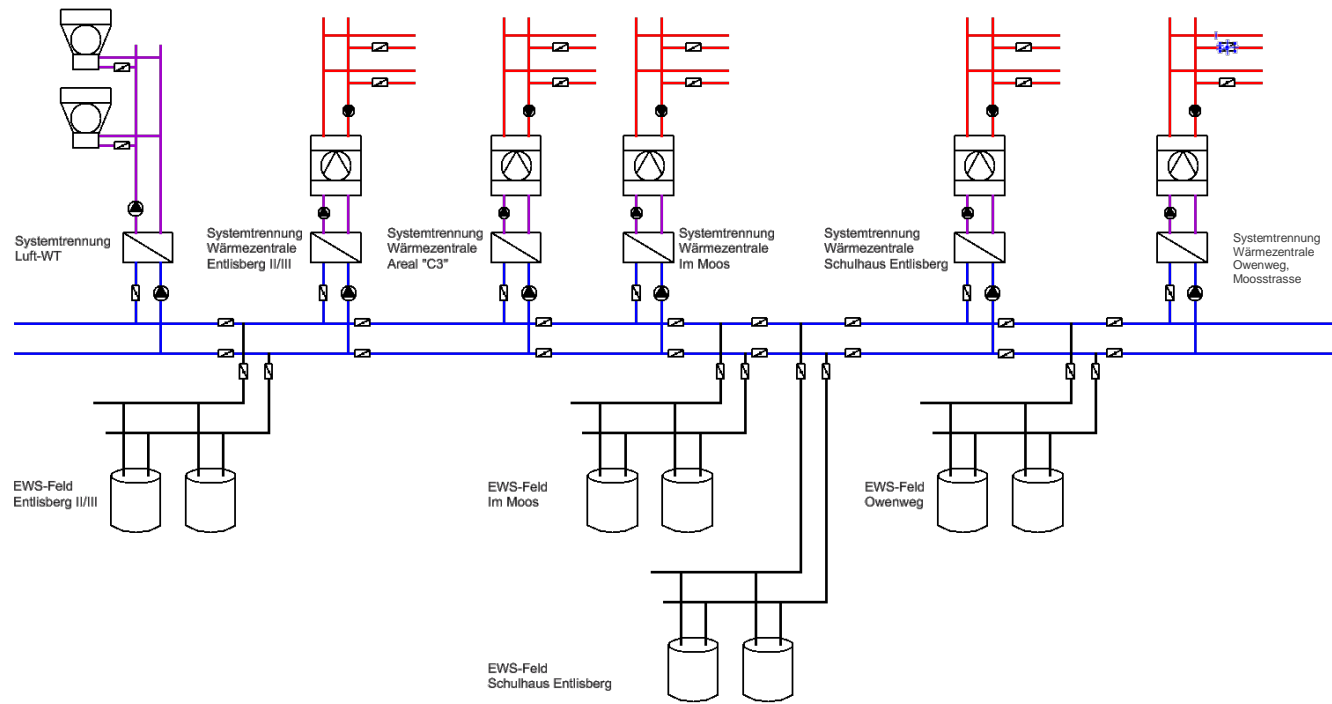 Systemtrennung
Luft-WT
Systemtrennung
Wärmezentrale
Entlisberg II/III
Systemtrennung
Wärmezentrale
Areal "C3"
Systemtrennung
Wärmezentrale
Im Moos
Systemtrennung
Wärmezentrale
Schulhaus Entlisberg
Systemtrennung
Wärmezentrale
Owenweg,
Moosstrasse
EWS-Feld
Entlisberg II/III
EWS-Feld
Im Moos
EWS-Feld
Owenweg
EWS-Feld
Schulhaus Entlisberg